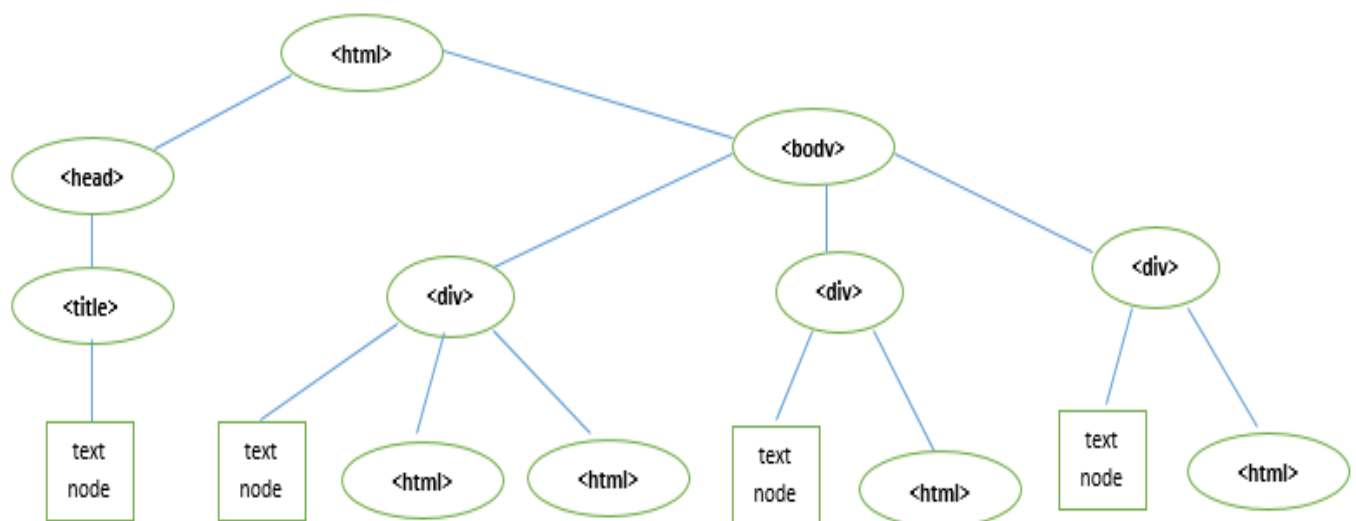 <html>
<bodv>
<head>
<div>
<div>
<div>
<title>
text
node
text
node
<html>
<html>
text
node
<html>
text
node
<html>